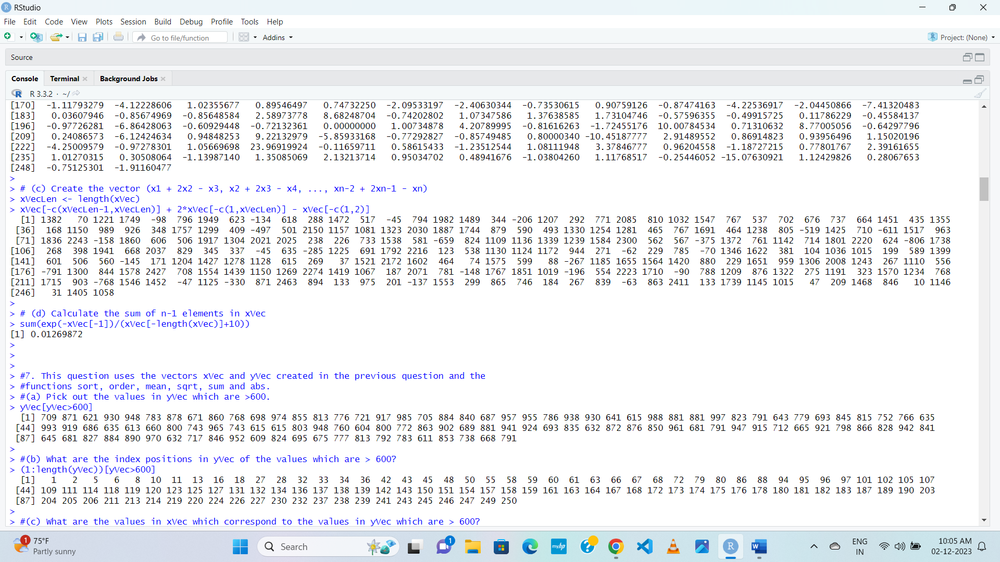 RStudio
File Edit Code View Plots Session Build Debug Profile Tools Help
Go to file/function Addins Project: (None)
Source
Console Terminal Background Jobs
R 3.3.2 · ~/
[170] -1.11793279 -4.12228606 1.02355677 0.89546497 0.74732250 -2.09533197 -2.40630344 -0.73530615 0.90759126 -0.87474163 -4.22536917 -2.04450866 -7.41320483
[183] 0.03607946 -0.85674969 -0.85648584 2.58973778 8.68248704 -0.74202802 1.07347586 1.37638585 1.73104746 -0.57596355 -0.49915725 0.11786229 -0.45584137
[196] -0.97726281 -6.86428063 -0.60929448 -0.72132361 0.00000000 1.00734878 4.20789995 -0.81616263 -1.72455176 10.00784534 0.71310632 8.77005056 -0.64297796
[209] 0.24086573 -6.12424634 0.94848253 9.22132979 -5.85933168 -0.77292827 -0.85749485 0.80000340 -10.45187777 2.91489552 0.86914823 0.93956496 1.15020196
[222] -4.25009579 -0.97278301 1.05669698 23.96919924 -0.11659711 0.58615433 -1.23512544 1.08111948 3.37846777 0.96204558 -1.18727215 0.77801767 2.39161655
[235] 1.01270315 0.30508064 -1.13987140 1.35085069 2.13213714 0.95034702 0.48941676 -1.03804260 1.11768517 -0.25446052 -15.07630921 1.12429826 0.28067653
[248] -0.75125301 -1.91160477
>
> # (c) Create the vector (x1 + 2x2 - x3, x2 + 2x3 - x4, ..., xn-2 + 2xn-1 - xn)
> xVecLen <- length(xVec)
> xVec[-c(xVecLen-1,xVecLen)] + 2*xVec[-c(1,xVecLen)] - xVec[-c(1,2)]
[1] 1382 70 1221 1749 -98 796 1949 623 -134 618 288 1472 517 -45 794 1982 1489 344 -206 1207 292 771 2085 810 1032 1547 767 537 702 676 737 664 1451 435 1355
[36] 168 1150 989 926 348 1757 1299 409 -497 501 2150 1157 1081 1323 2030 1887 1744 879 590 493 1330 1254 1281 465 767 1691 464 1238 805 -519 1425 710 -611 1517 963
[71] 1836 2243 -158 1860 606 506 1917 1304 2021 2025 238 226 733 1538 581 -659 824 1109 1136 1339 1239 1584 2300 562 567 -375 1372 761 1142 714 1801 2220 624 -806 1738
[106] 268 398 1941 668 2037 829 345 337 -45 635 -285 1225 691 1792 2216 123 538 1130 1124 1172 944 271 -62 229 785 -70 1346 1622 381 104 1036 1015 199 589 1399
[141] 601 506 560 -145 171 1204 1427 1278 1128 615 269 37 1521 2172 1602 464 74 1575 599 88 -267 1185 1655 1564 1420 880 229 1651 959 1306 2008 1243 267 1110 556
[176] -791 1300 844 1578 2427 708 1554 1439 1150 1269 2274 1419 1067 187 2071 781 -148 1767 1851 1019 -196 554 2223 1710 -90 788 1209 876 1322 275 1191 323 1570 1234 768
[211] 1715 903 -768 1546 1452 -47 1125 -330 871 2463 894 133 975 201 -137 1553 299 865 746 184 267 839 -63 863 2411 133 1739 1145 1015 47 209 1468 846 10 1146
[246] 31 1405 1058
>
> # (d) Calculate the sum of n-1 elements in xVec
> sum(exp(-xVec[-1])/(xVec[-length(xVec)]+10))
[1] 0.01269872
>
>
>
> #7. This question uses the vectors xVec and yVec created in the previous question and the
> #functions sort, order, mean, sqrt, sum and abs.
> #(a) Pick out the values in yVec which are >600.
> yVec[yVec>600]
[1] 709 871 621 930 948 783 878 671 860 768 698 974 855 813 776 721 917 985 705 884 840 687 957 955 786 938 930 641 615 988 881 881 997 823 791 643 779 693 845 815 752 766 635
[44] 993 919 686 635 613 660 800 743 965 743 615 615 803 948 760 604 800 772 863 902 689 881 941 924 693 835 632 872 876 850 961 681 791 947 915 712 665 921 798 866 828 942 841
[87] 645 681 827 884 890 970 632 717 846 952 609 824 695 675 777 813 792 783 611 853 738 668 791
>
> #(b) What are the index positions in yVec of the values which are > 600?
> (1:length(yVec))[yVec>600]
[1] 1 2 5 6 8 10 11 13 16 18 27 28 32 33 34 36 42 43 45 48 50 55 58 59 60 61 63 66 67 68 72 79 80 86 88 94 95 96 97 101 102 105 107
[44] 109 111 114 118 119 120 123 125 127 131 132 134 136 137 138 139 142 143 150 151 154 157 158 159 161 163 164 167 168 172 173 174 175 176 178 180 181 182 183 187 189 190 203
[87] 204 205 206 211 213 214 219 220 224 226 227 230 232 237 238 239 241 243 245 246 247 249 250
>
> #(c) What are the values in xVec which correspond to the values in yVec which are > 600?
1 75°F
Partly sunny
Search
1
myhp
ENG
IN
10:05 AM
02-12-2023